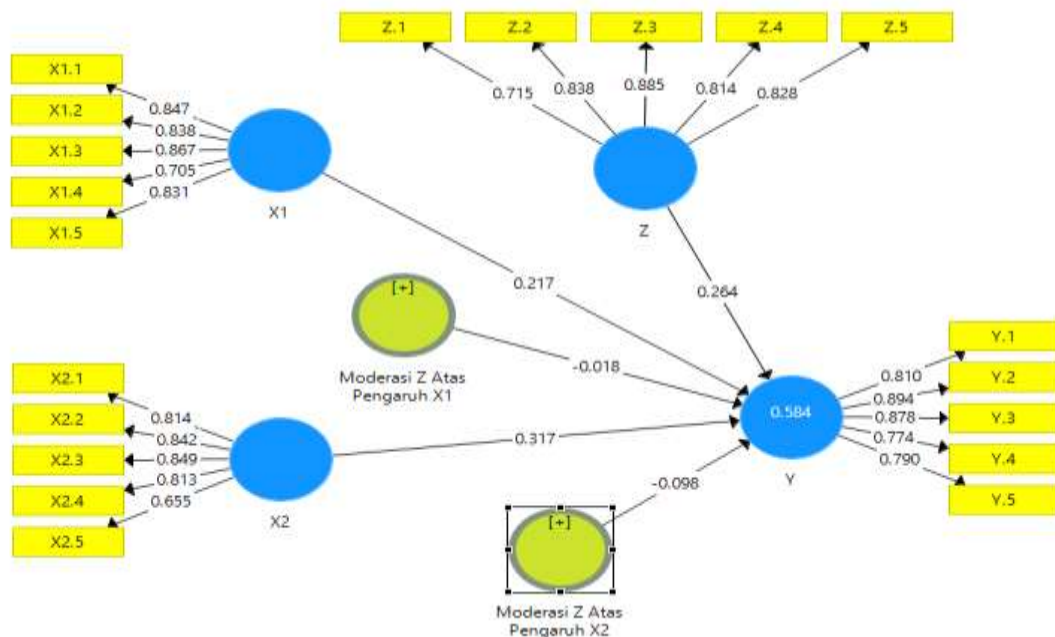 Z.1
Z.2
Z.3
Z.4
Z.5
0.715
0.838
0.885
0.814
0.828
Z
X1.1
X1.2
X1.3
X1.4
X1.5
0.847
0.838
0.867
0.705
0.831
X1
0.217
0.264
[+]
Moderasi Z Atas
Pengaruh X1
-0.018
X2.1
X2.2
X2.3
X2.4
X2.5
0.814
0.842
0.849
0.813
0.655
X2
0.317
0.584
Y
0.810
0.894
0.878
0.774
0.790
Y.1
Y.2
Y.3
Y.4
Y.5
-0.098
[+]
Moderasi Z Atas
Pengaruh X2